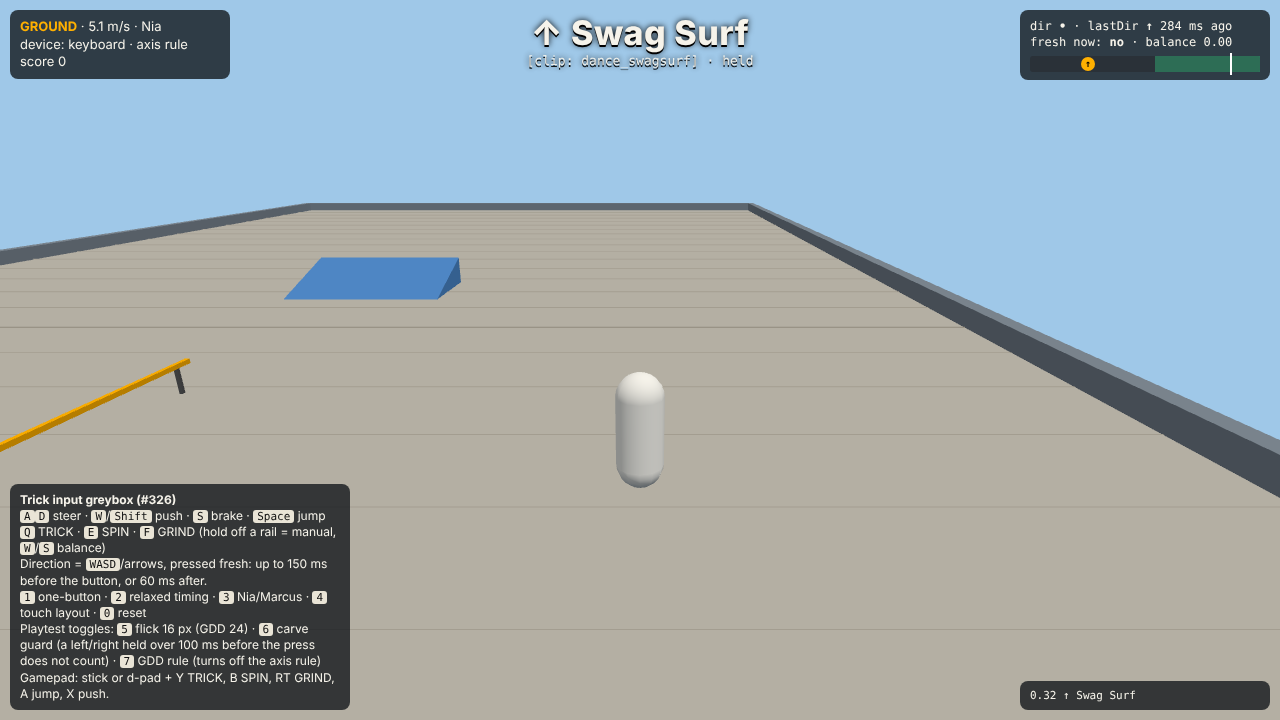 GROUND · 5.1 m/s · Nia
device: keyboard · axis rule
score 0
↑ Swag Surf
[clip: dance_swagsurf] · held
dir • · lastDir ↑ 284 ms ago
fresh now: no · balance 0.00
↑
Trick input greybox (#326)
A D steer · W/Shift push · S brake · Space jump
Q TRICK · E SPIN · F GRIND (hold off a rail = manual,
W/S balance)
Direction = WASD/arrows, pressed fresh: up to 150 ms
before the button, or 60 ms after.
1 one-button · 2 relaxed timing · 3 Nia/Marcus · 4
touch layout · 0 reset
Playtest toggles: 5 flick 16 px (GDD 24) · 6 carve
guard (a left/right held over 100 ms before the press
does not count) · 7 GDD rule (turns off the axis rule)
Gamepad: stick or d-pad + Y TRICK, B SPIN, RT GRIND,
A jump, X push.
0.32 ↑ Swag Surf